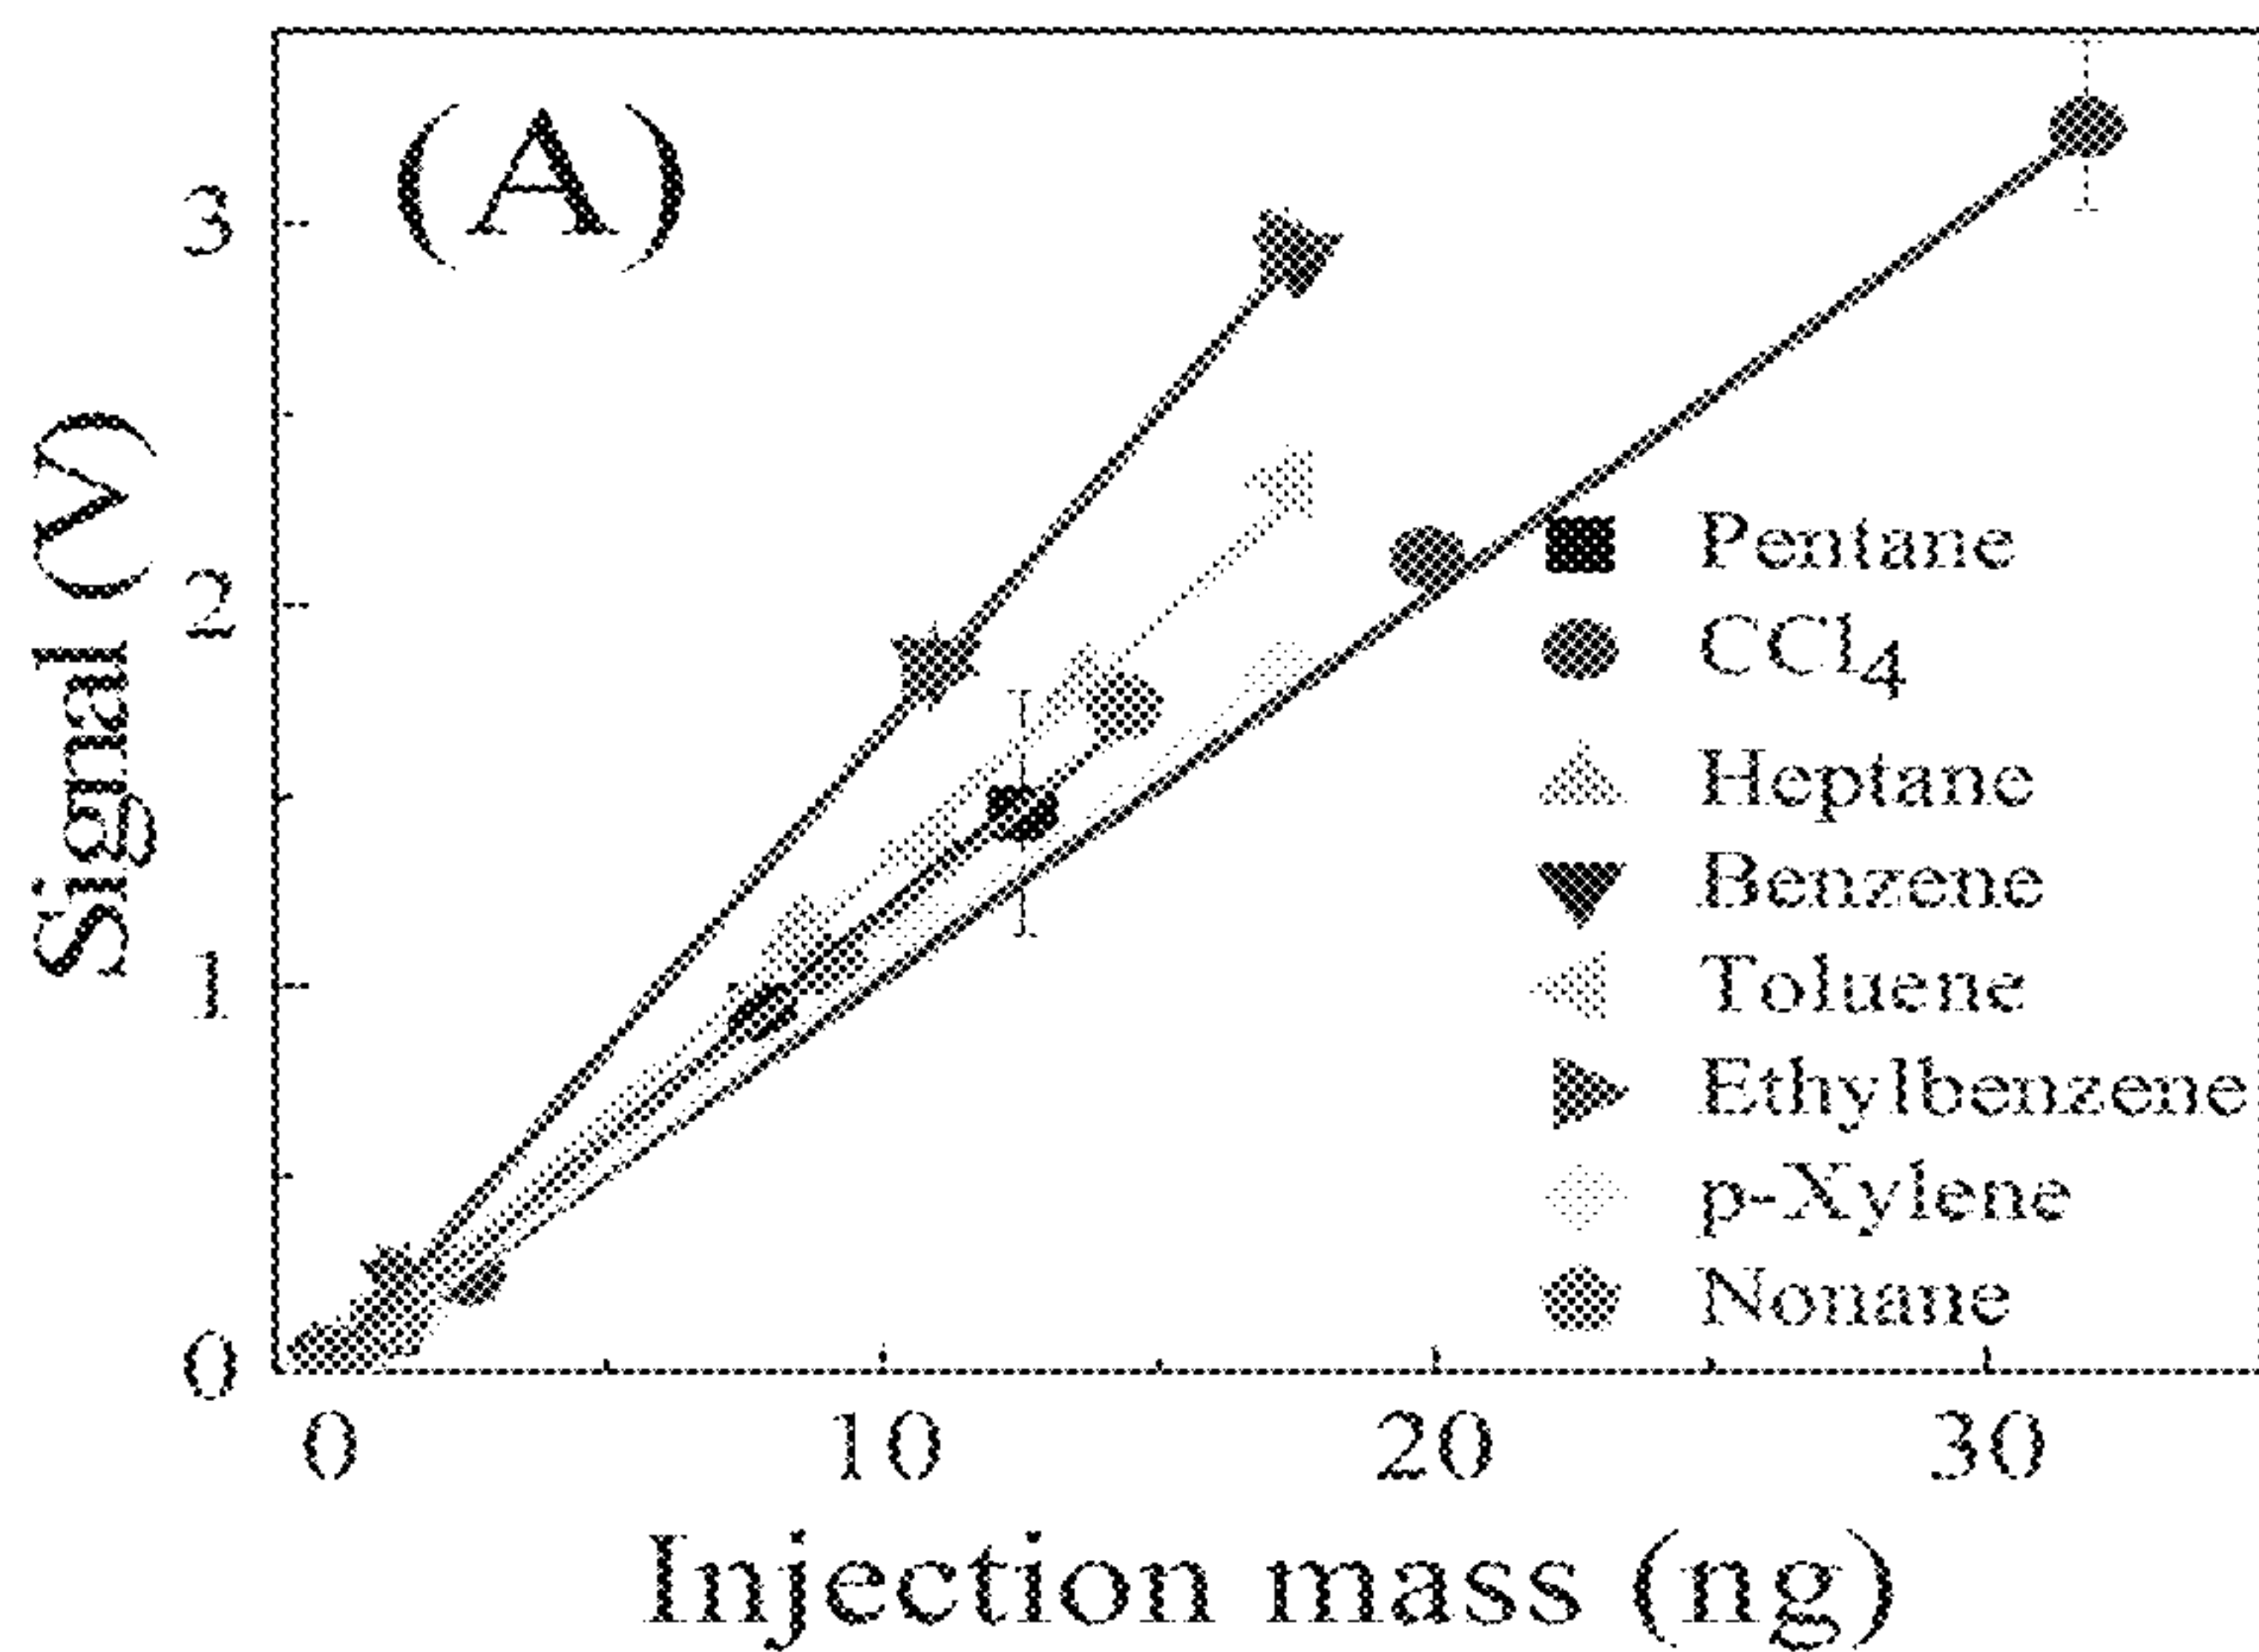 (A)
Signal (V)
3
2
1
0
Pentane
CCl4
Heptane
Benzene
Toluene
Ethylbenzene
p-Xylene
Nonane
0 10 20 30
Injection mass (ng)